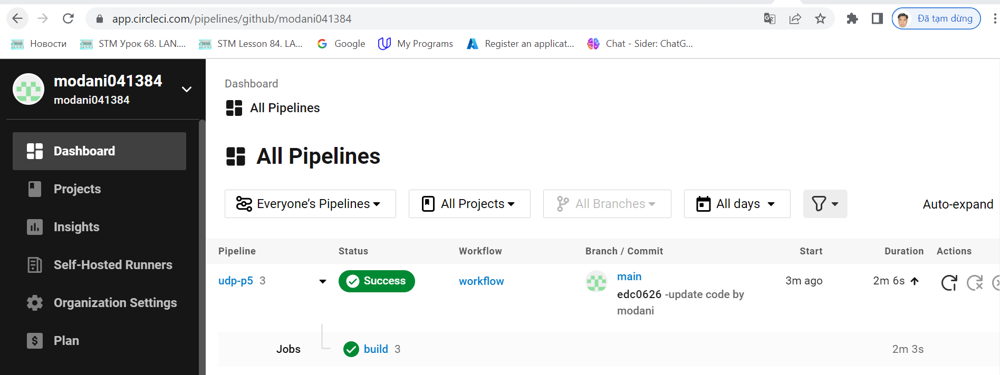 app.circleci.com/pipelines/github/modani041384
Đã tạm dừng
Новости
STM Урок 68. LAN....
STM Lesson 84. LA...
Google
My Programs
Register an applicat...
Chat - Sider: ChatG...
modani041384
modani041384
Dashboard
Projects
Insights
Self-Hosted Runners
Organization Settings
Plan
Dashboard
All Pipelines
All Pipelines
Everyone’s Pipelines
All Projects
All Branches
All days
Auto-expand
Pipeline Status Workflow Branch / Commit Start Duration Actions
udp-p5 3 Success workflow main 3m ago 2m 6s
edc0626 -update code by
modani
Jobs build 3 2m 3s